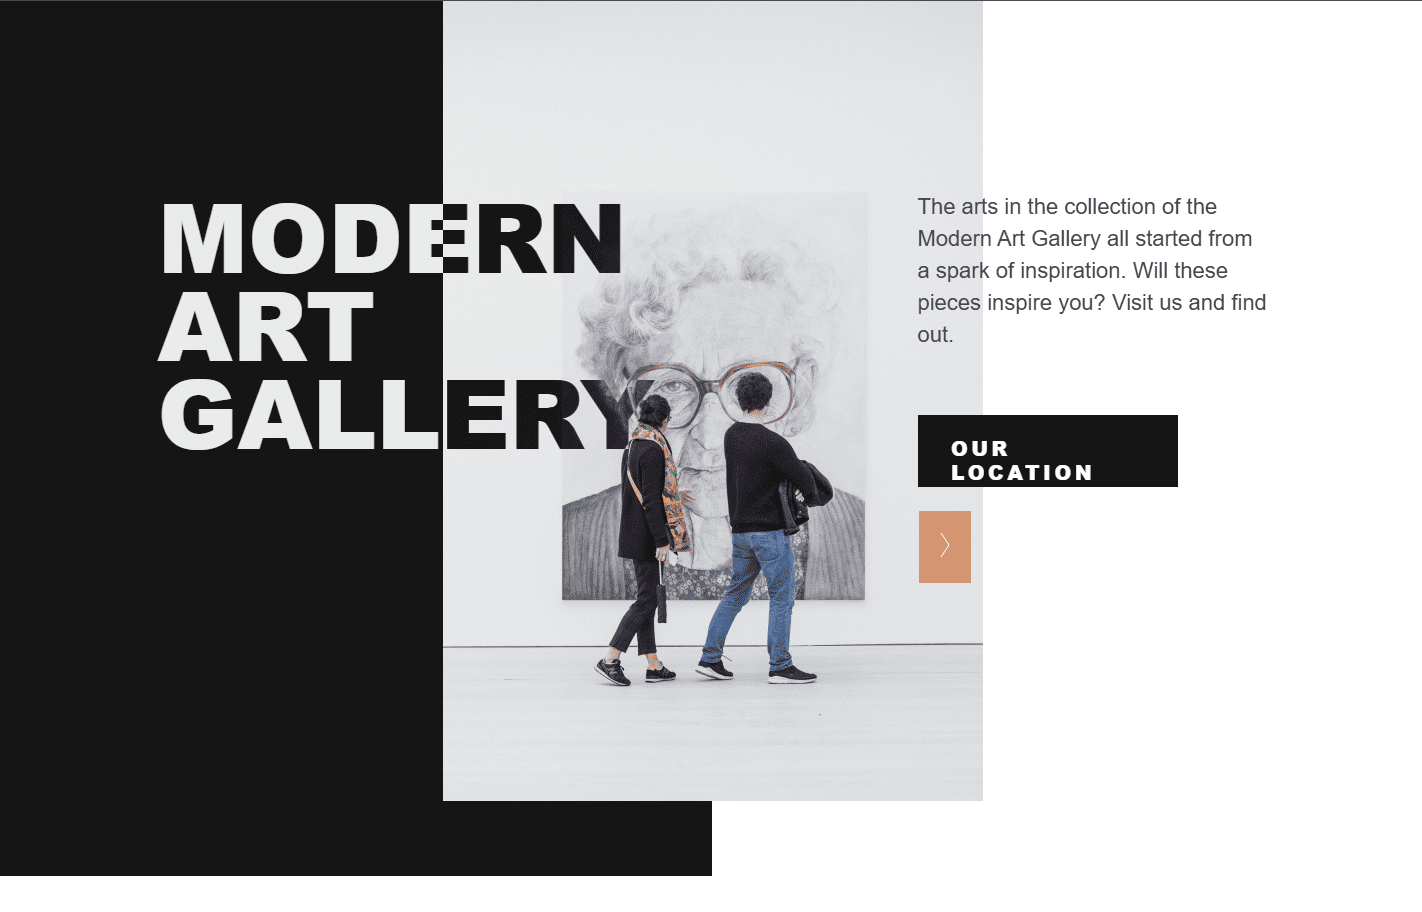 MODERN
ART
GALLERY
The arts in the collection of the
Modern Art Gallery all started from
a spark of inspiration. Will these
pieces inspire you? Visit us and find
out.
OUR
LOCATION